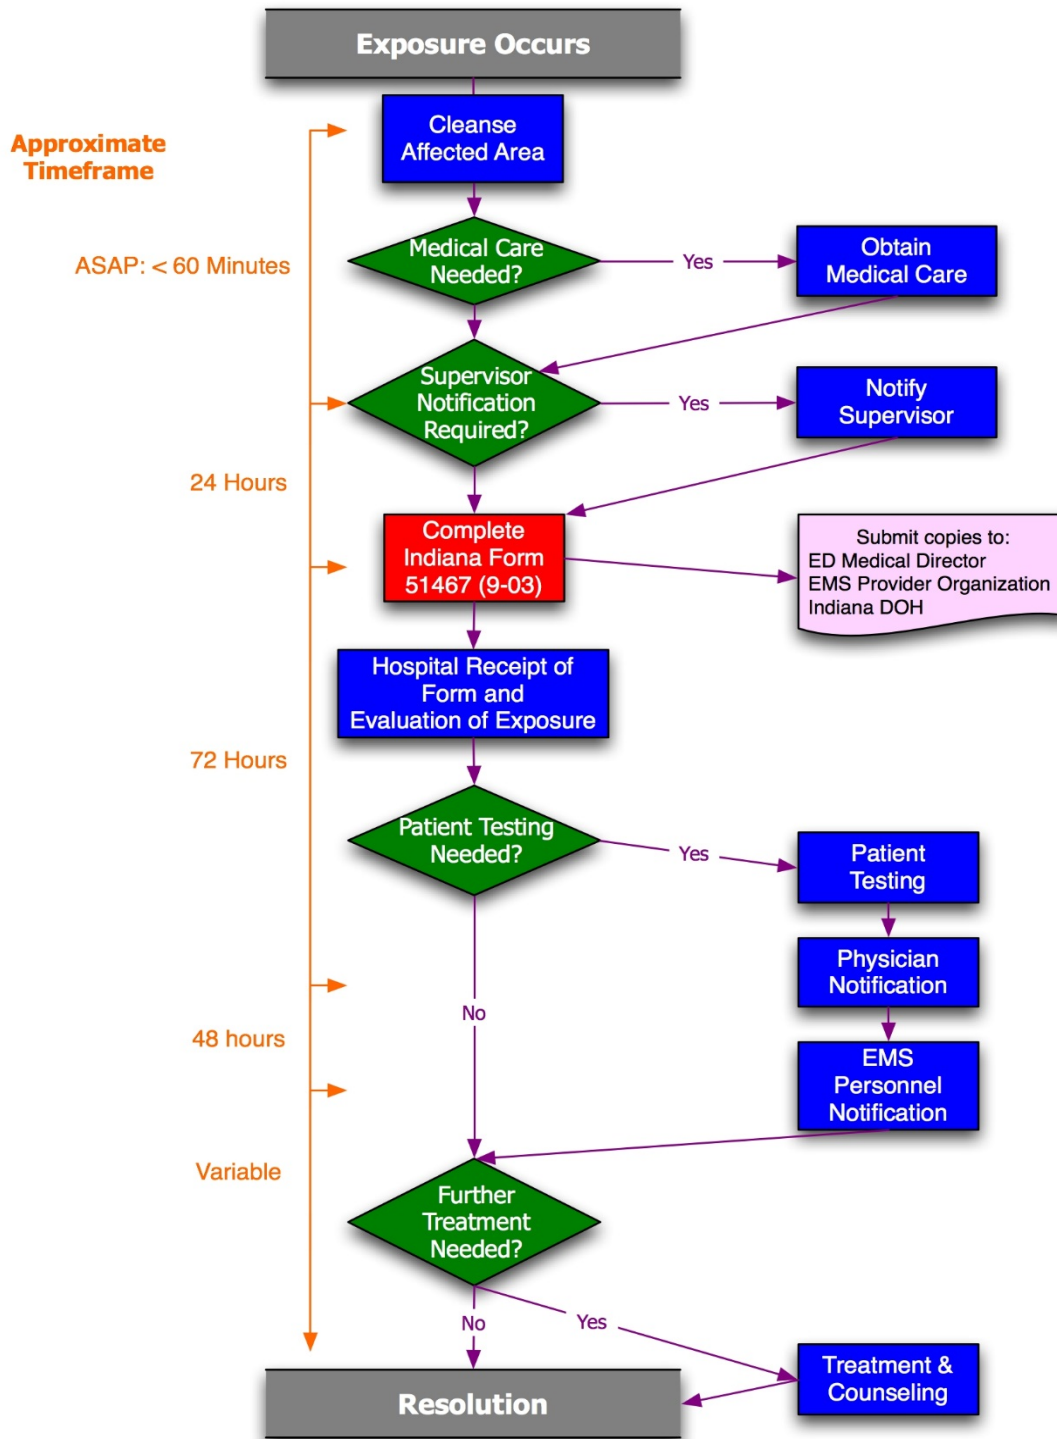 Exposure Occurs
Approximate
Timeframe
Cleanse
Affected Area
ASAP: < 60 Minutes
Medical Care
Needed?
Yes
Obtain
Medical Care
Supervisor
Notification
Required?
Yes
Notify
Supervisor
24 Hours
Complete
Indiana Form
51467 (9-03)
Submit copies to:
ED Medical Director
EMS Provider Organization
Indiana DOH
Hospital Receipt of
Form and
Evaluation of Exposure
72 Hours
Patient Testing
Needed?
Yes
Patient
Testing
Physician
Notification
No
48 hours
EMS
Personnel
Notification
Variable
Further
Treatment
Needed?
No
Yes
Treatment &
Counseling
Resolution